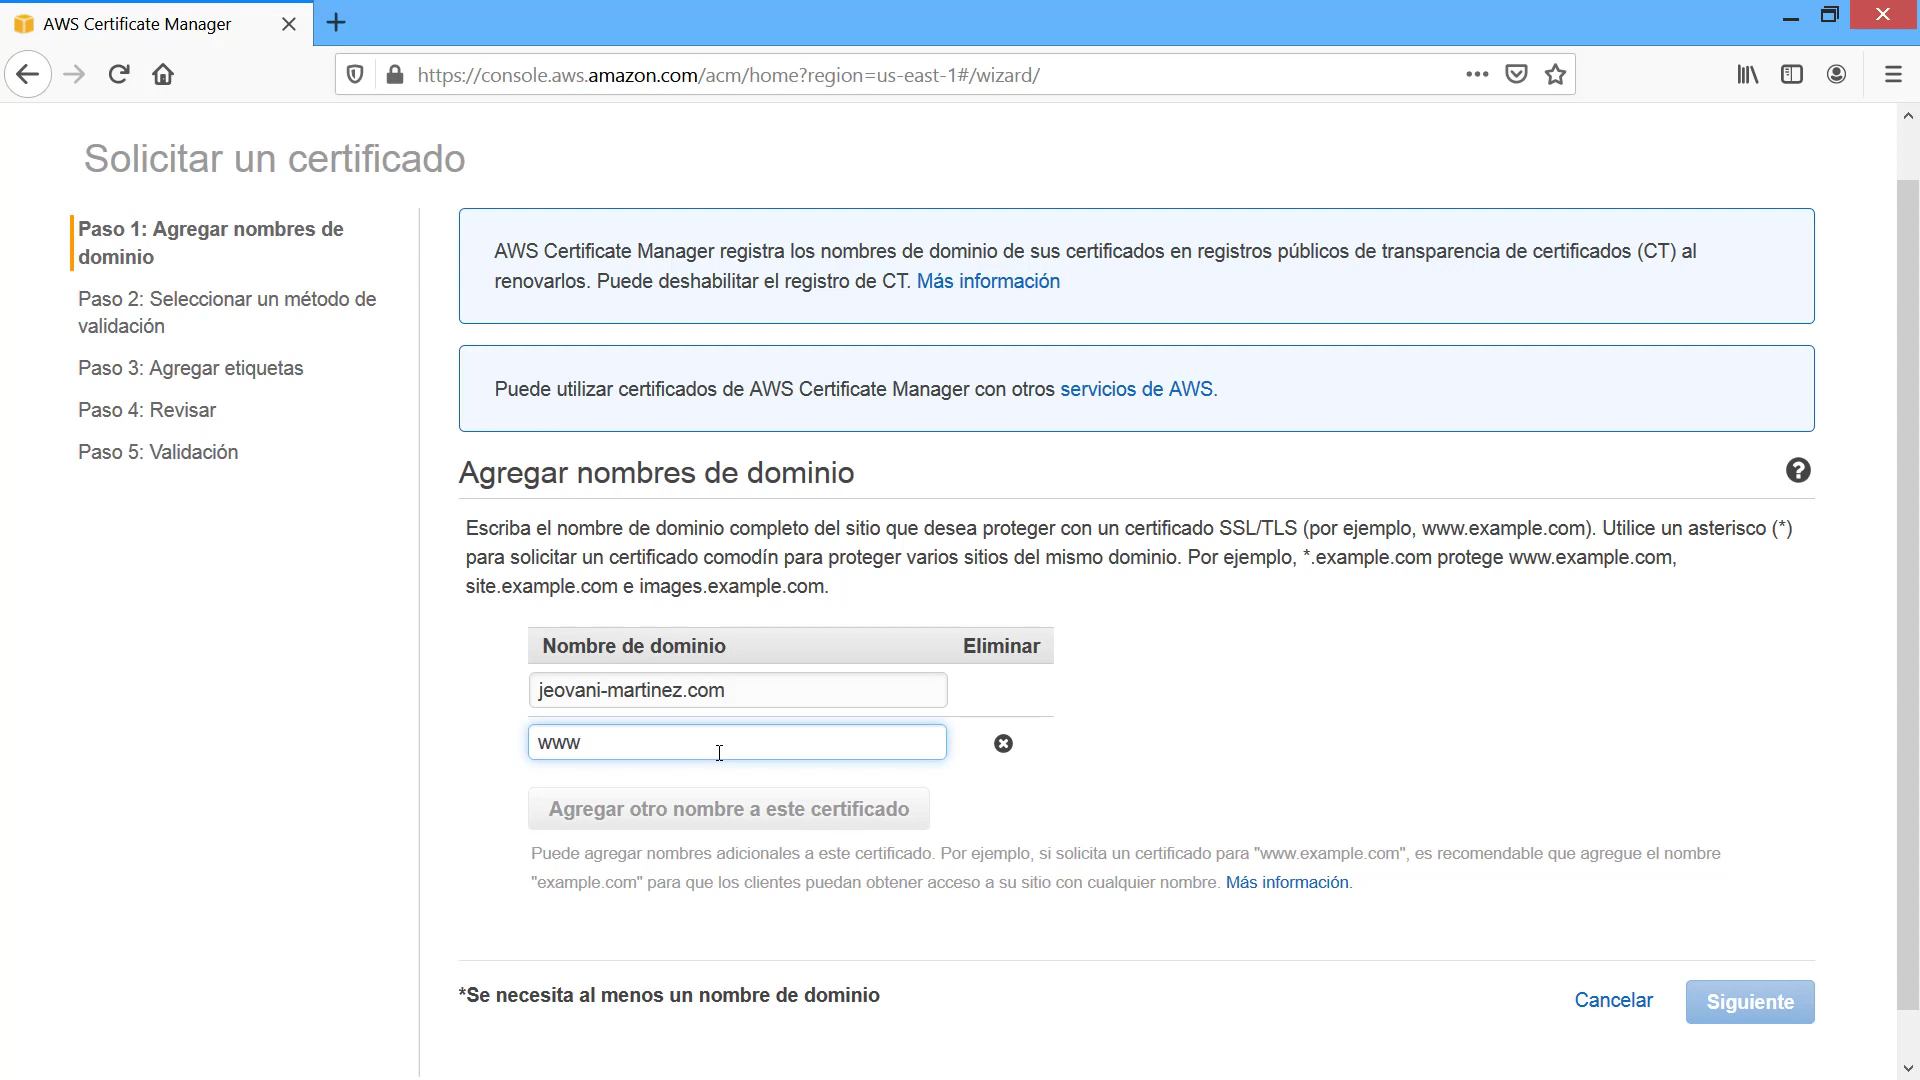 AWS Certificate Manager
https://console.aws.amazon.com/acm/home?region=us-east-1#/wizard/
Solicitar un certificado
Paso 1: Agregar nombres de
dominio
Paso 2: Seleccionar un método de
validación
Paso 3: Agregar etiquetas
Paso 4: Revisar
Paso 5: Validación
AWS Certificate Manager registra los nombres de dominio de sus certificados en registros públicos de transparencia de certificados (CT) al
renovarlos. Puede deshabilitar el registro de CT. Más información
Puede utilizar certificados de AWS Certificate Manager con otros servicios de AWS.
Agregar nombres de dominio
Escriba el nombre de dominio completo del sitio que desea proteger con un certificado SSL/TLS (por ejemplo, www.example.com). Utilice un asterisco (*)
para solicitar un certificado comodín para proteger varios sitios del mismo dominio. Por ejemplo, *.example.com protege www.example.com,
site.example.com e images.example.com.
Nombre de dominio Eliminar
jeovani-martinez.com
www
Agregar otro nombre a este certificado
Puede agregar nombres adicionales a este certificado. Por ejemplo, si solicita un certificado para "www.example.com", es recomendable que agregue el nombre
"example.com" para que los clientes puedan obtener acceso a su sitio con cualquier nombre. Más información.
*Se necesita al menos un nombre de dominio
Cancelar Siguiente